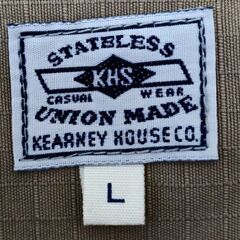 STATELESS
KHS
CASUAL WEAR
UNION MADE
KEARNEY HOUSE CO.
L